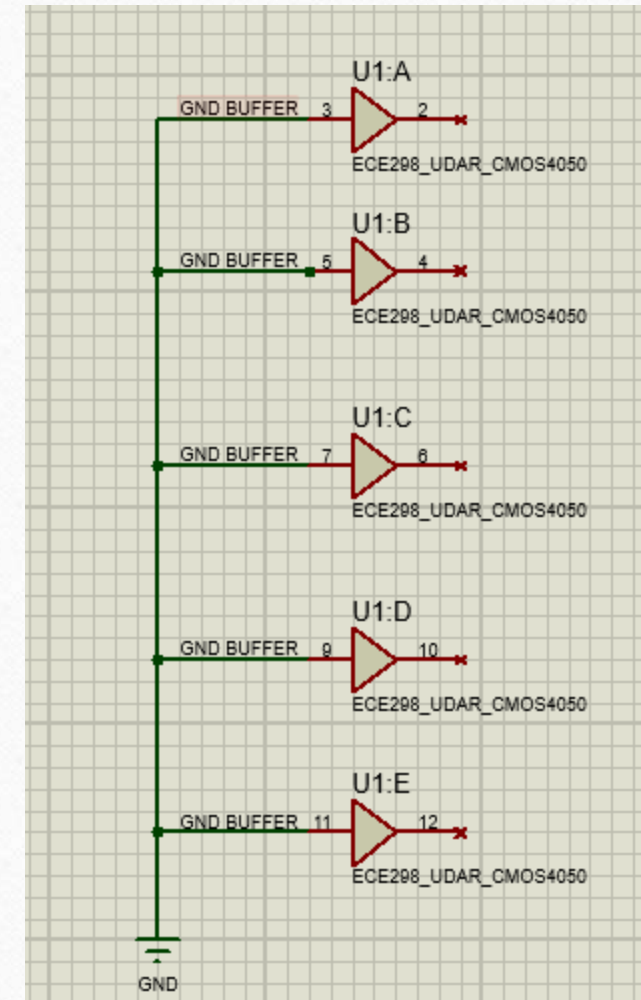 U1:A
GND BUFFER 3 2
ECE298_UDAR_CMOS4050
U1:B
GND BUFFER 5 4
ECE298_UDAR_CMOS4050
U1:C
GND BUFFER 7 6
ECE298_UDAR_CMOS4050
U1:D
GND BUFFER 9 10
ECE298_UDAR_CMOS4050
U1:E
GND BUFFER 11 12
ECE298_UDAR_CMOS4050
GND